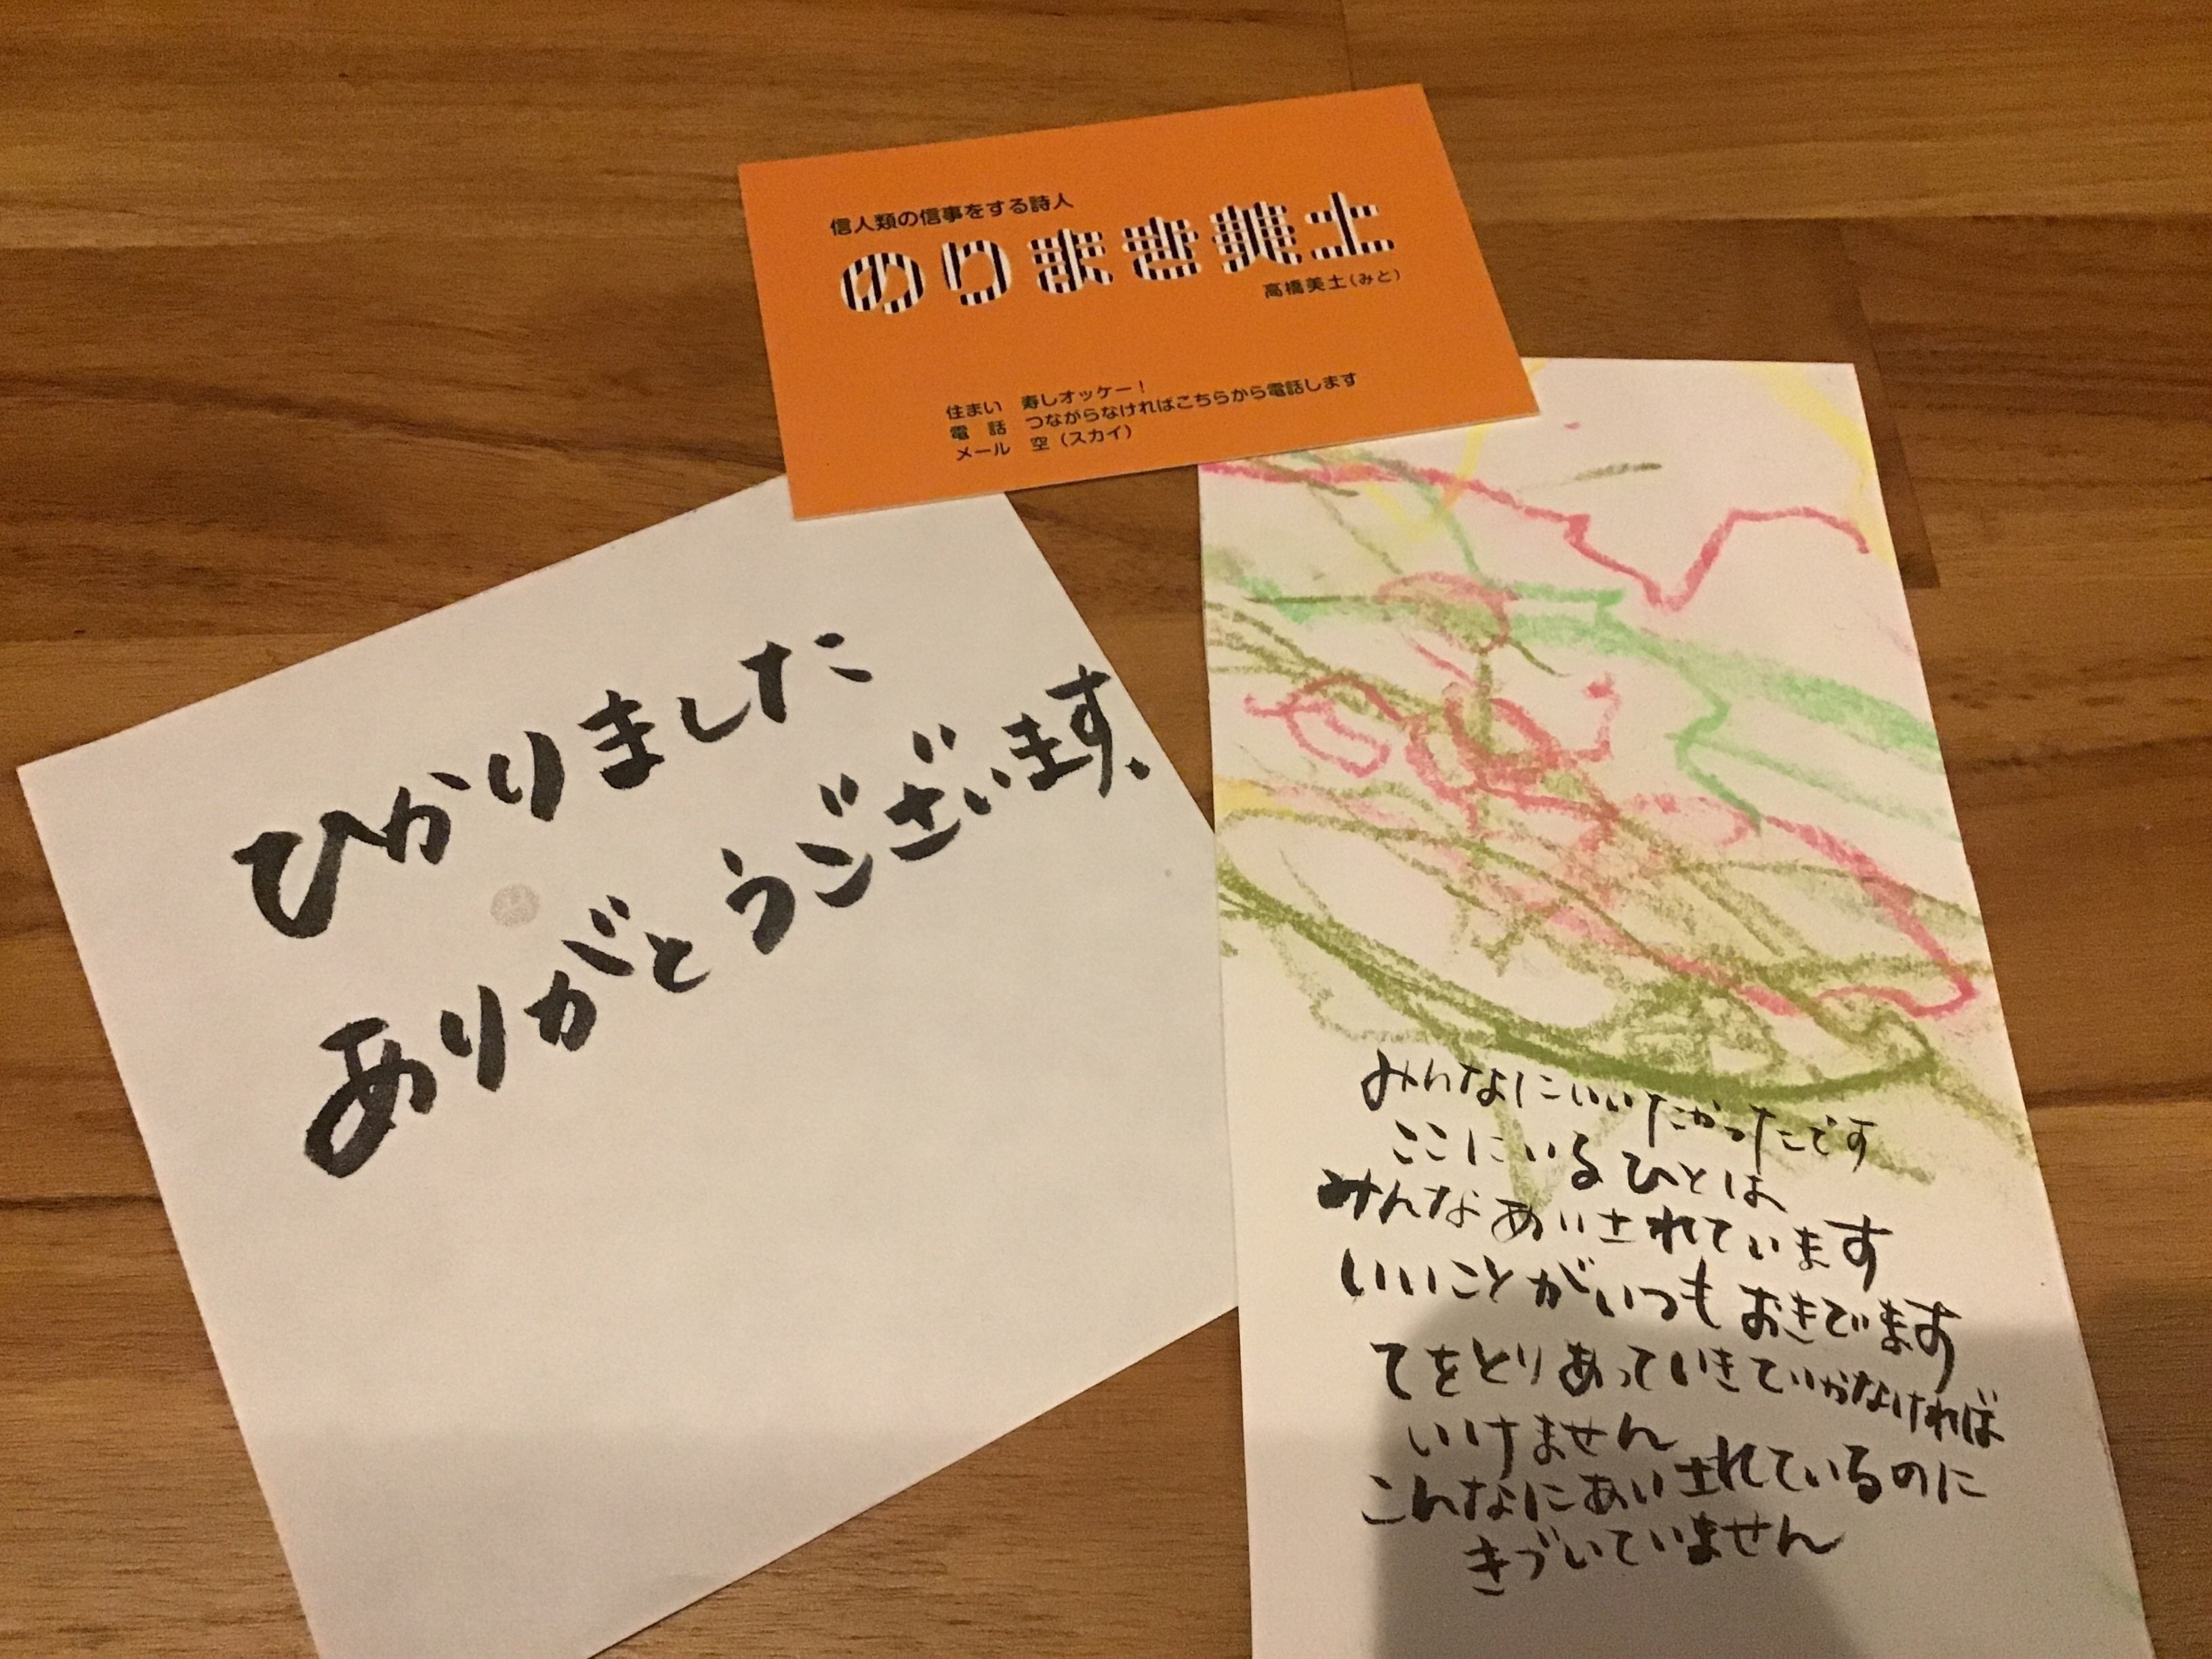 信人類の信事をする詩人
のりまき美土
高橋美土(みと)
住まい 寿しオッケー!
電話 つながらなければこちらから電話します
メール 空(スカイ)
ひかりました
ありがとうございます.
みんなにいいたかったです
ここにいるひとは
みんなあいされています
いいことがいつもおきてます
てをとりあっていきていかなければ
いけません
こんなにあいされているのに
きづいていません